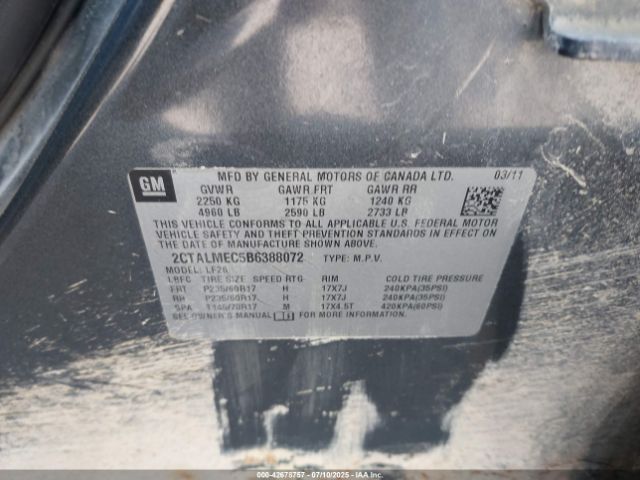 GM
MFD BY GENERAL MOTORS OF CANADA LTD. 03/11
GVWR GAWR FRT GAWR RR
2250 KG 1175 KG 1240 KG
4960 LB 2590 LB 2733 LB
THIS VEHICLE CONFORMS TO ALL APPLICABLE U.S. FEDERAL MOTOR
VEHICLE SAFETY AND THEFT PREVENTION STANDARDS IN
EFFECT ON THE DATE OF MANUFACTURE SHOWN ABOVE.
2CTALMEC5B6388072 TYPE: M.P.V.
MODEL: LF26
LBFC TIRE SIZE SPEED RTG RIM COLD TIRE PRESSURE
FRT P235/60R17 H 17X7J 240KPA(35PSI)
RR P235/60R17 H 17X7J 240KPA(35PSI)
SPA T145/70R17 M 17X4.5T 420KPA(60PSI)
SEE OWNER'S MANUAL FOR MORE INFORMATION.
000-42678757 07/10/2025 IAA Inc.